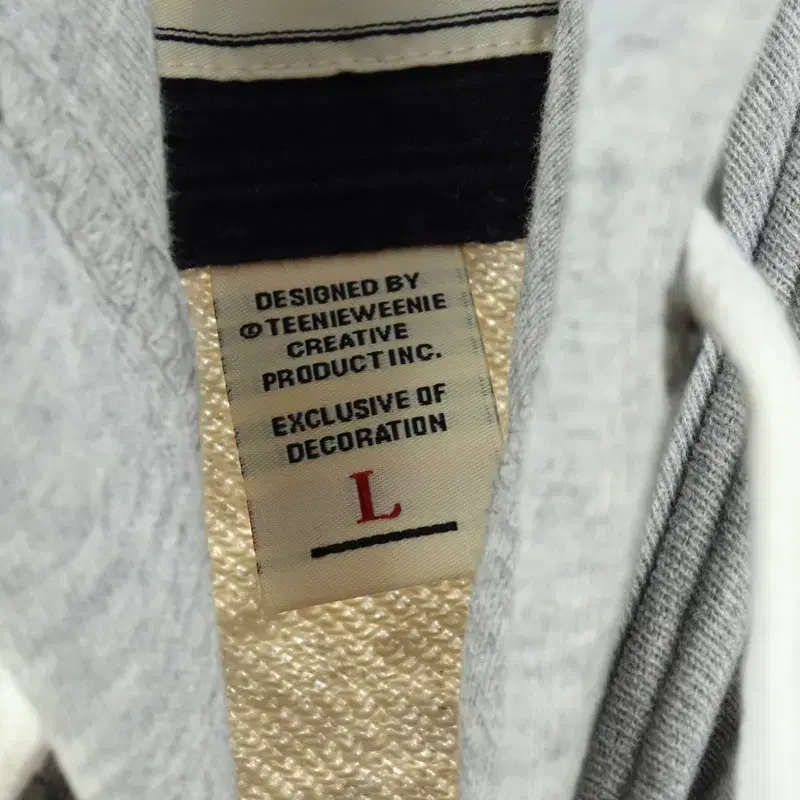 DESIGNED BY
©TEENIEWEENIE
CREATIVE
PRODUCT INC.
EXCLUSIVE OF
DECORATION
L